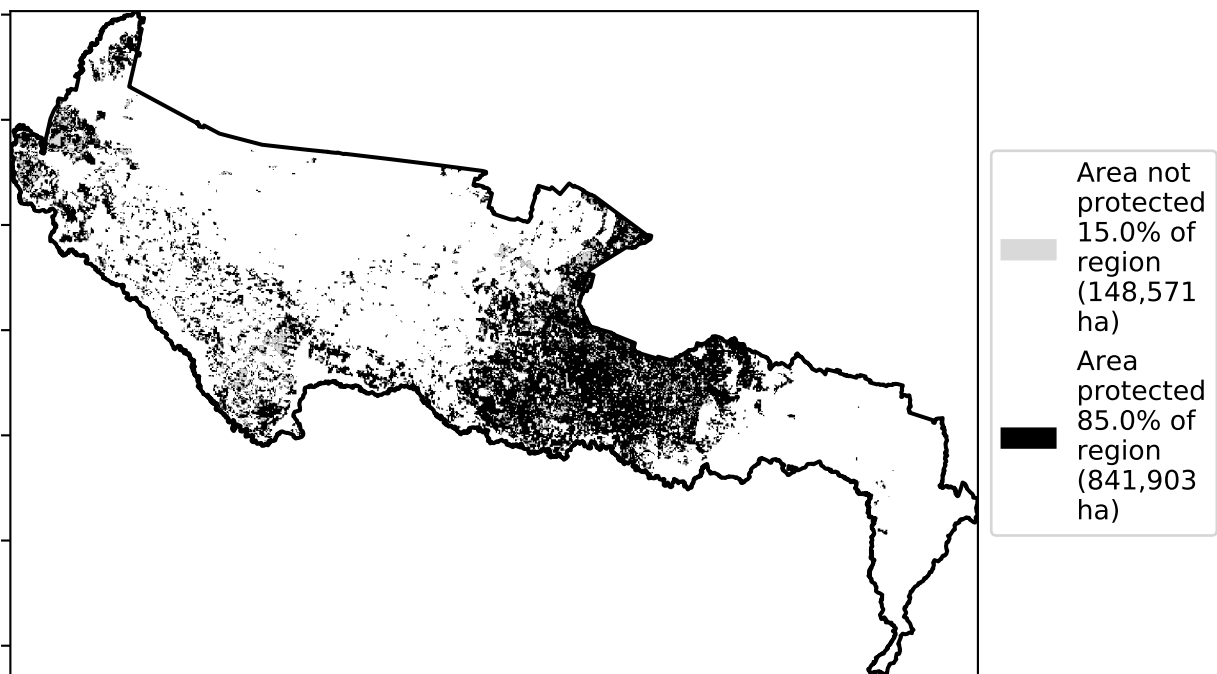 Area not
protected
15.0% of
region
(148,571
ha)
Area
protected
85.0% of
region
(841,903
ha)